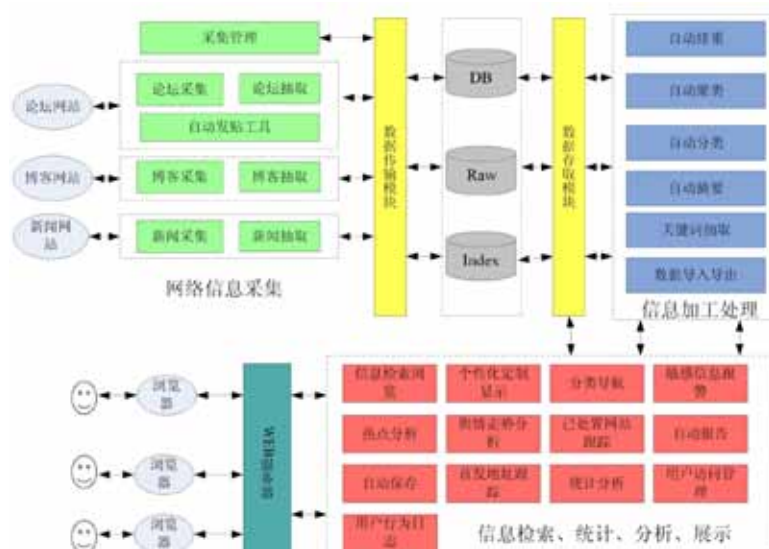 采集管理
论坛网站
论坛采集
论坛抽取
自动发贴工具
博客网站
博客采集
博客抽取
新闻网
站
新闻采集
新闻抽取
网络信息采集
数据传输模块
DB
Raw
Index
数据存取模块
自动排重
自动聚类
自动分类
自动摘要
关键词抽取
数据导入导出
信息加工处理
浏览
器
浏览
器
浏览
器
WEB服务器
信息检索浏
览
个性化定制
显示
分类导航
敏感信息报
警
热点分析
舆情走势分
析
已处置网站
跟踪
自动报告
自动保存
首发地址跟
踪
统计分析
用户访问管
理
用户行为日
志
信息检索、统计、分析、展示